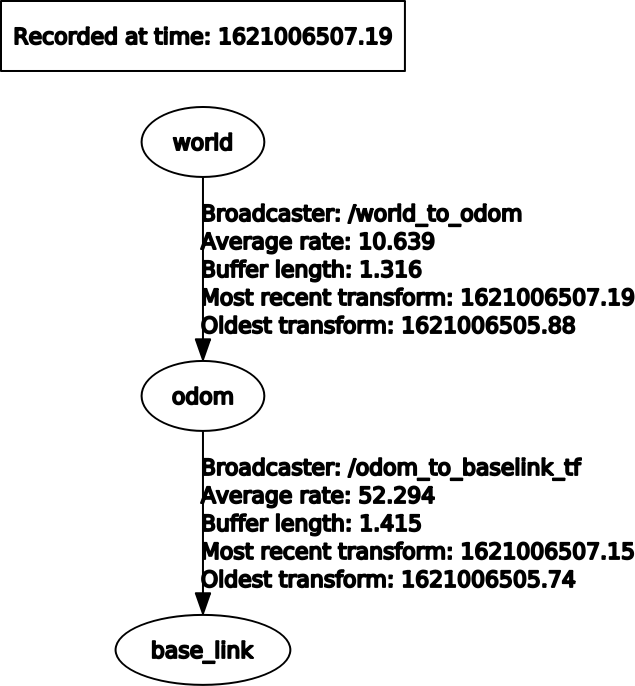 Recorded at time: 1621006507.19
world
Broadcaster: /world_to_odom
Average rate: 10.639
Buffer length: 1.316
Most recent transform: 1621006507.19
Oldest transform: 1621006505.88
odom
Broadcaster: /odom_to_baselink_tf
Average rate: 52.294
Buffer length: 1.415
Most recent transform: 1621006507.15
Oldest transform: 1621006505.74
base_link